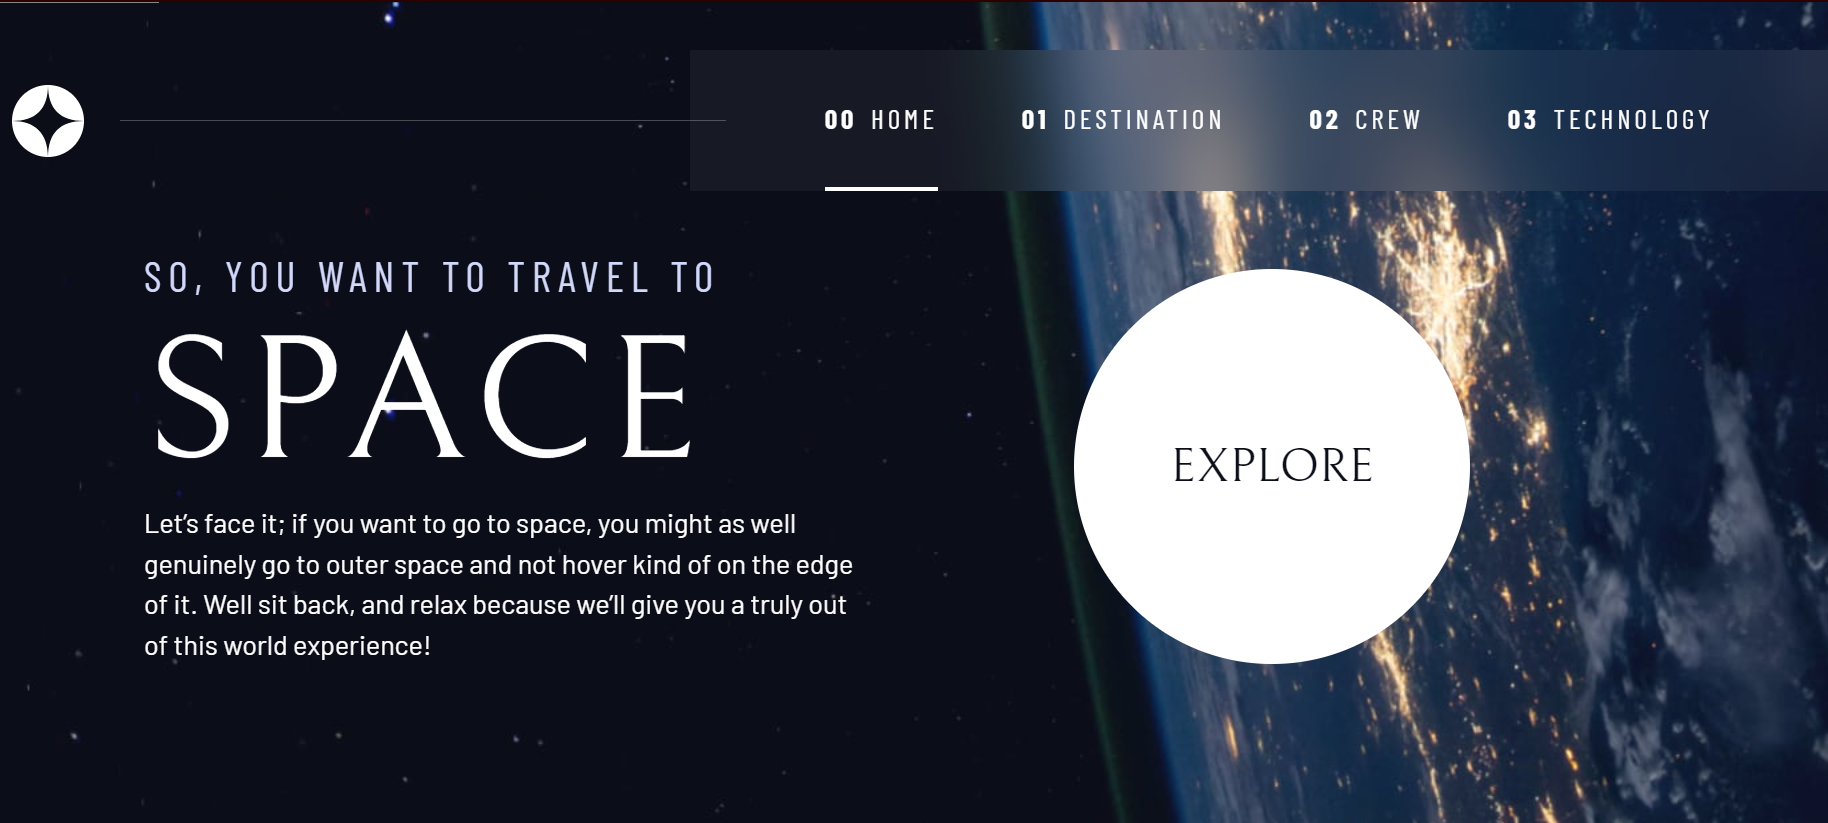 00 HOME 01 DESTINATION 02 CREW 03 TECHNOLOGY
SO, YOU WANT TO TRAVEL TO
SPACE
Let’s face it; if you want to go to space, you might as well
genuinely go to outer space and not hover kind of on the edge
of it. Well sit back, and relax because we’ll give you a truly out
of this world experience!
EXPLORE